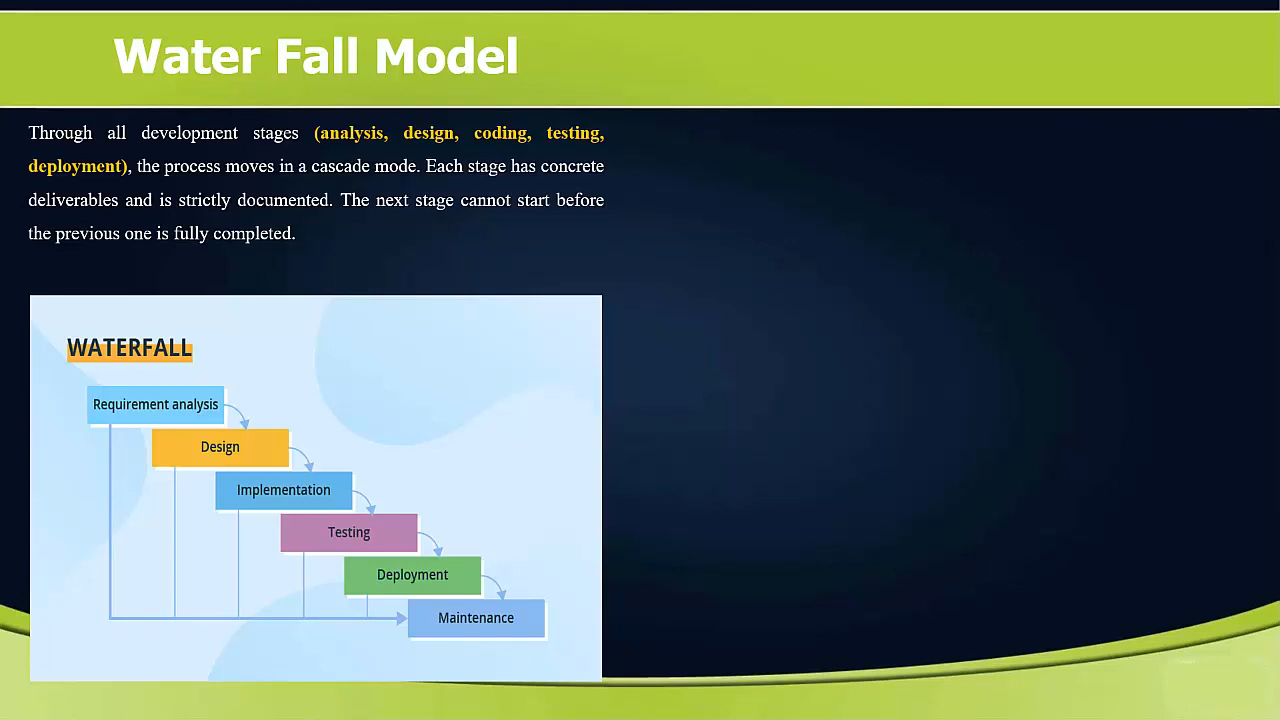 Water Fall Model
Through all development stages (analysis, design, coding, testing,
deployment), the process moves in a cascade mode. Each stage has concrete
deliverables and is strictly documented. The next stage cannot start before
the previous one is fully completed.
WATERFALL
Requirement analysis
Design
Implementation
Testing
Deployment
Maintenance